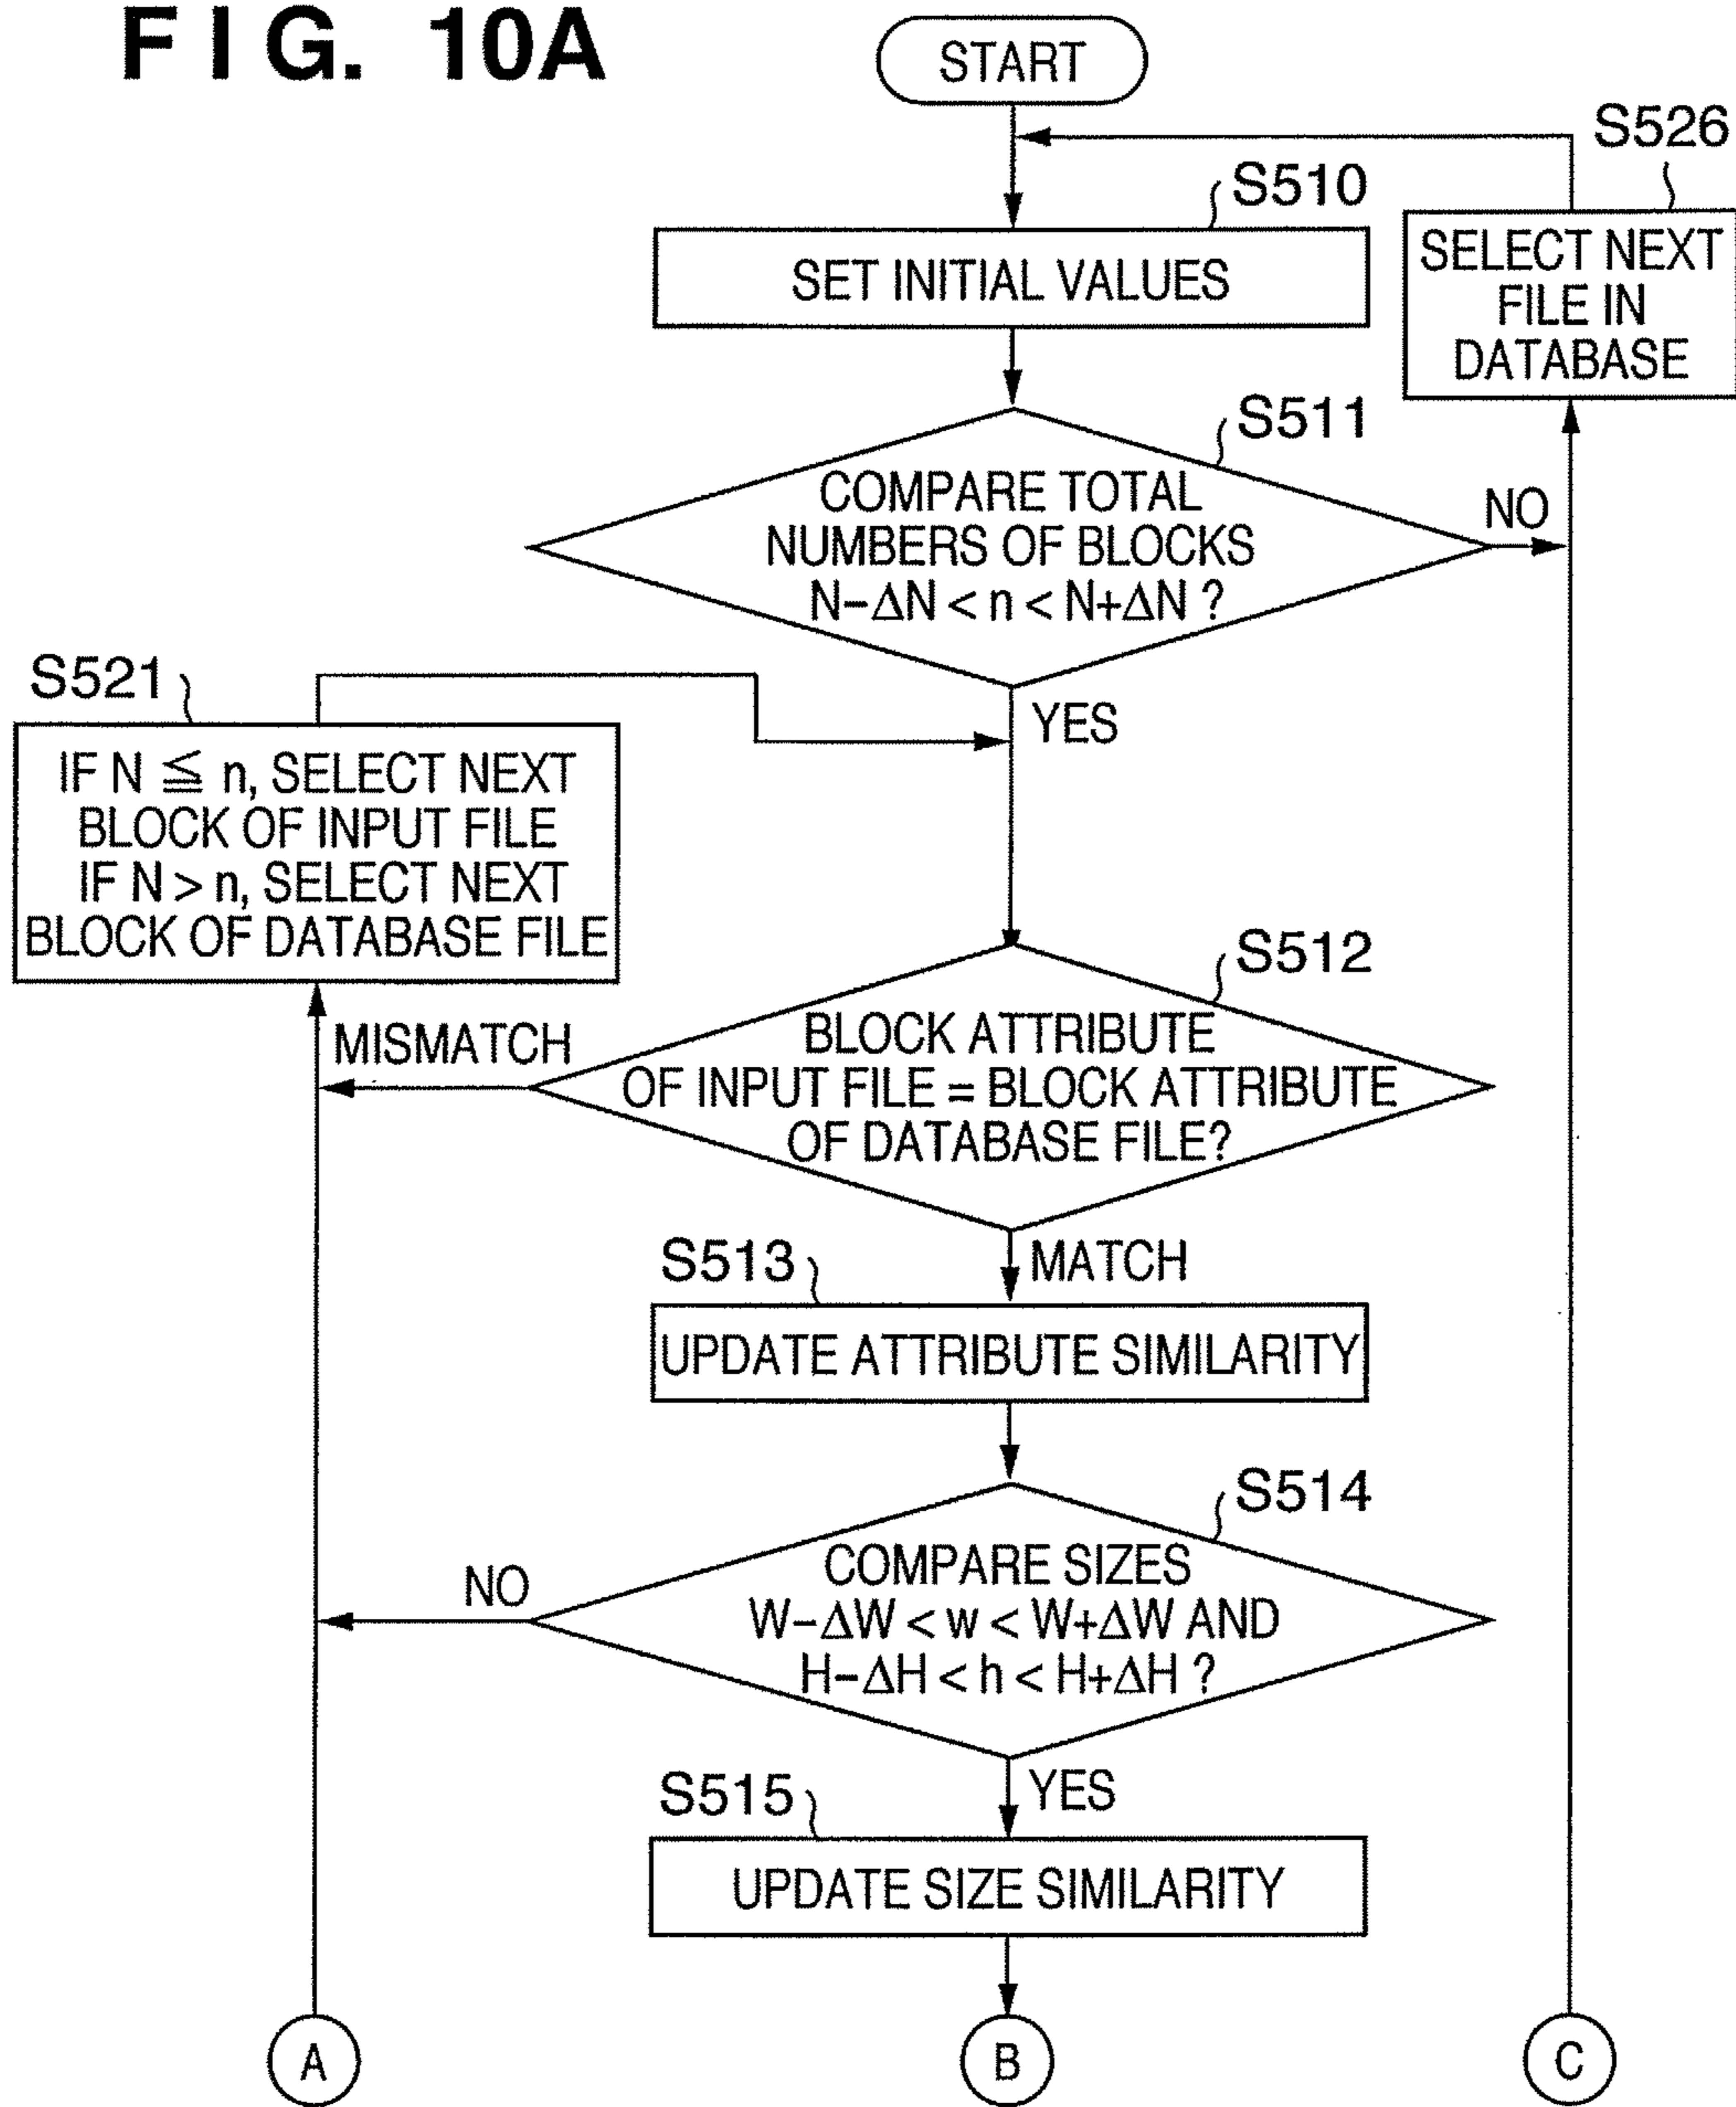 FIG. 10A
START
S526
S510
SET INITIAL VALUES
SELECT NEXT
FILE IN
DATABASE
S511
COMPARE TOTAL
NUMBERS OF BLOCKS
N−ΔN < n < N+ΔN ?
NO
YES
S521
IF N ≦ n, SELECT NEXT
BLOCK OF INPUT FILE
IF N > n, SELECT NEXT
BLOCK OF DATABASE FILE
S512
BLOCK ATTRIBUTE
OF INPUT FILE = BLOCK ATTRIBUTE
OF DATABASE FILE?
MISMATCH
MATCH
S513
UPDATE ATTRIBUTE SIMILARITY
S514
COMPARE SIZES
W−ΔW < w < W+ΔW AND
H−ΔH < h < H+ΔH ?
NO
YES
S515
UPDATE SIZE SIMILARITY
A
B
C